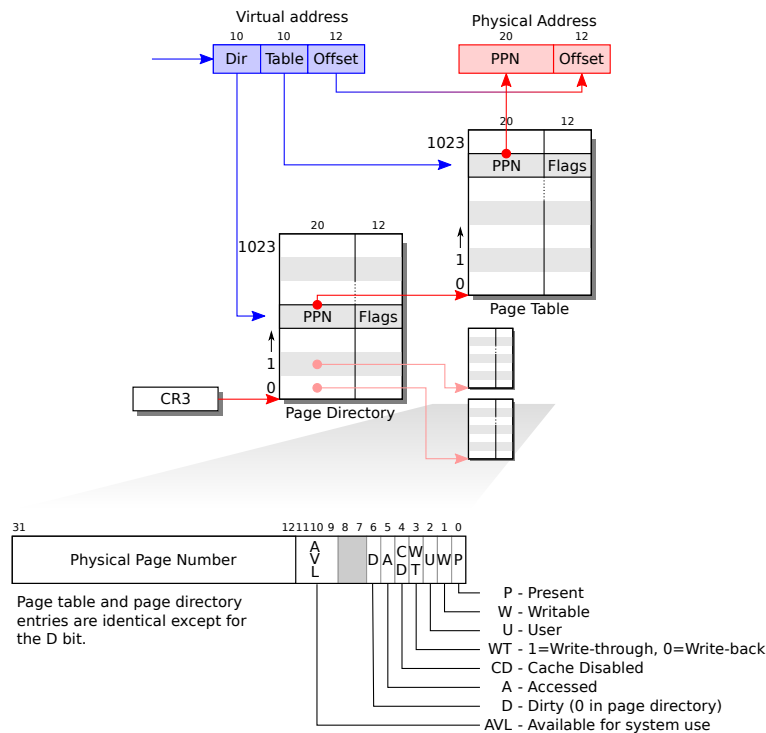 Virtual address
Physical Address
10 10 12
20 12
Dir Table Offset
PPN Offset
20 12
1023
PPN Flags
1
0
Page Table
20 12
1023
PPN Flags
1
0
CR3
Page Directory
31 12 11 10 9 8 7 6 5 4 3 2 1 0
Physical Page Number AVL D A CD WT U W P
Page table and page directory
entries are identical except for
the D bit.
P - Present
W - Writable
U - User
WT - 1=Write-through, 0=Write-back
CD - Cache Disabled
A - Accessed
D - Dirty (0 in page directory)
AVL - Available for system use